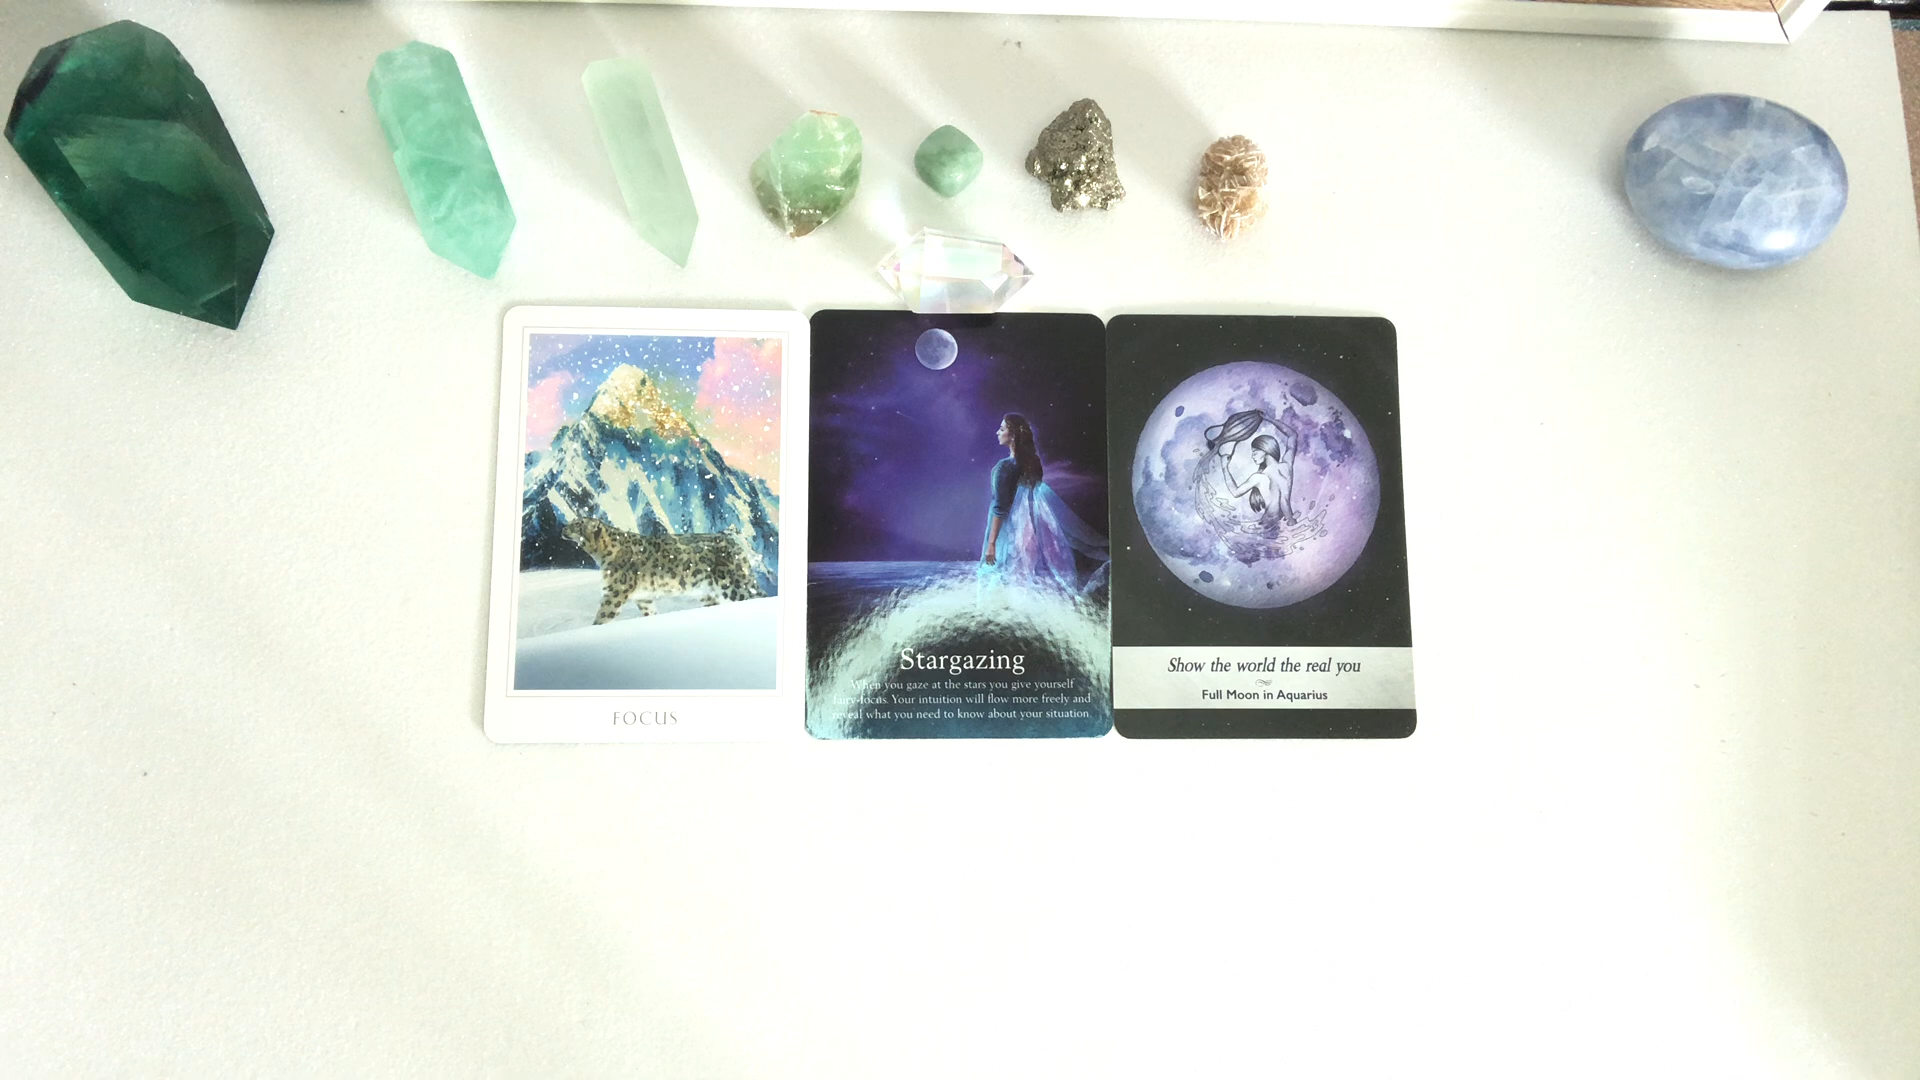 FOCUS
Stargazing
When you gaze at the stars you give yourself
fairy-focus. Your intuition will flow more freely and
reveal what you need to know about your situation
Show the world the real you
Full Moon in Aquarius